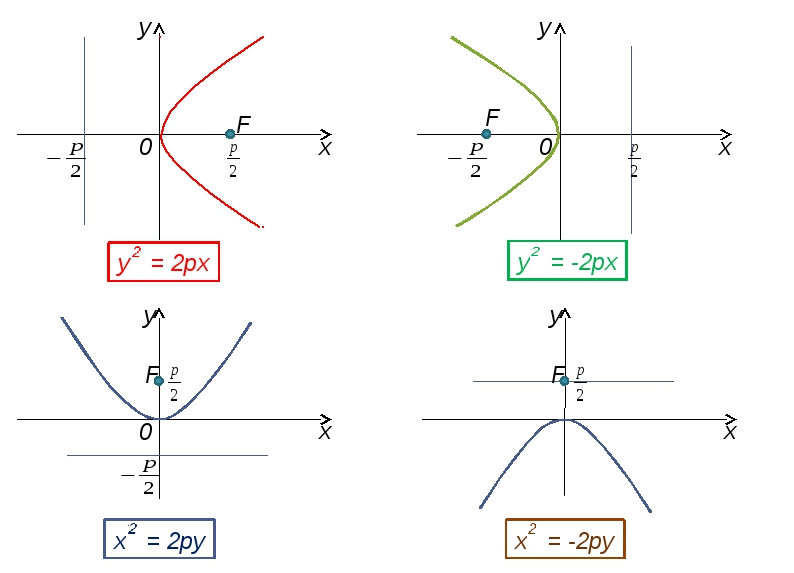 y
F
0
x
−p/2
p/2
y² = 2px
y
F
0
x
−p/2
p/2
y² = -2px
y
F
p/2
0
x
−p/2
x² = 2py
y
F
p/2
x
x² = -2py